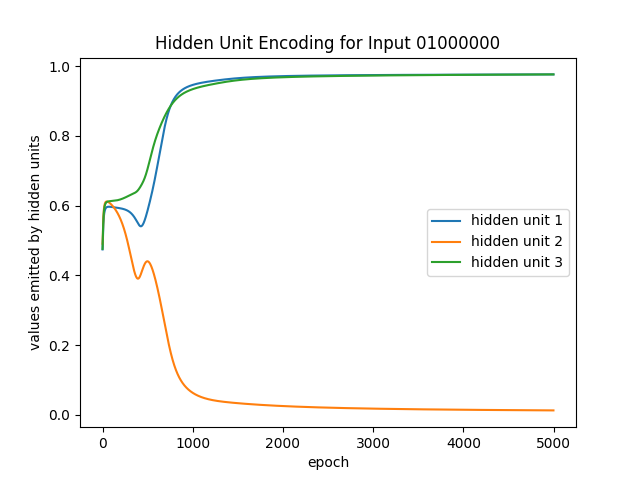 Hidden Unit Encoding for Input 01000000
values emitted by hidden units
1.0
0.8
0.6
0.4
0.2
0.0
hidden unit 1
hidden unit 2
hidden unit 3
0 1000 2000 3000 4000 5000
epoch